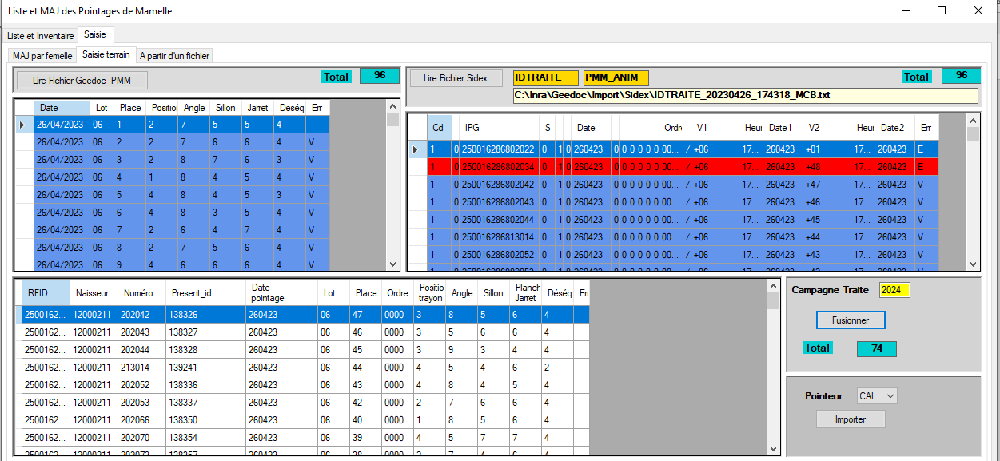 Liste et MAJ des Pointages de Mamelle
Liste et Inventaire Saisie
MAJ par femelle Saisie terrain A partir d'un fichier
Lire Fichier Geedoc_PMM Total 96
Date Lot Place Positio Angle Sillon Jarret Deséq Err
26/04/2023 06 1 2 7 5 5 4
26/04/2023 06 2 2 7 6 6 4 V
26/04/2023 06 3 2 8 7 6 3 V
26/04/2023 06 4 1 8 4 5 4 V
26/04/2023 06 5 4 8 4 5 3 V
26/04/2023 06 6 4 8 3 5 4 V
26/04/2023 06 7 2 6 4 7 4 V
26/04/2023 06 8 2 7 5 6 4 V
26/04/2023 06 9 4 6 6 6 4 V
Lire Fichier Sidex IDTRAITE PMM_ANIM Total 96
C:\Inra\Geedoc\Import\Sidex\IDTRAITE_20230426_174318_MCB.txt
Cd IPG S Date Ordre V1 Heur Date1 V2 Heur Date2 Err
1 0 250016286802022 0 1 0 260423 0 0 0 0 0 0 00... / +06 17... 260423 +01 17... 260423 E
1 0 250016286802034 0 1 0 260423 0 0 0 0 0 0 00... / +06 17... 260423 +48 17... 260423 E
1 0 250016286802042 0 1 0 260423 0 0 0 0 0 0 00... / +06 17... 260423 +47 17... 260423 V
1 0 250016286802043 0 1 0 260423 0 0 0 0 0 0 00... / +06 17... 260423 +46 17... 260423 V
1 0 250016286802044 0 1 0 260423 0 0 0 0 0 0 00... / +06 17... 260423 +45 17... 260423 V
1 0 250016286813014 0 1 0 260423 0 0 0 0 0 0 00... / +06 17... 260423 +44 17... 260423 V
1 0 250016286802052 0 1 0 260423 0 0 0 0 0 0 00... / +06 17... 260423 +43 17... 260423 V
RFID Naisseur Numéro Present_id Date pointage Lot Place Ordre Positio trayon Angle Sillon Planch Jarret Déséq
2500162... 12000211 202042 138326 260423 06 47 0000 3 8 5 6 4
2500162... 12000211 202043 138327 260423 06 46 0000 3 5 6 6 4
2500162... 12000211 202044 138328 260423 06 45 0000 3 9 3 4 4
2500162... 12000211 213014 139241 260423 06 44 0000 4 5 4 6 2
2500162... 12000211 202052 138336 260423 06 43 0000 4 8 4 5 4
2500162... 12000211 202053 138337 260423 06 42 0000 2 7 6 6 4
2500162... 12000211 202066 138350 260423 06 40 0000 1 8 5 6 4
2500162... 12000211 202070 138354 260423 06 39 0000 4 5 7 7 4
2500162... 12000211 202073 138357 260423 06 38 0000 2 7 4 6 4
Campagne Traite 2024
Fusionner
Total 74
Pointeur CAL
Importer